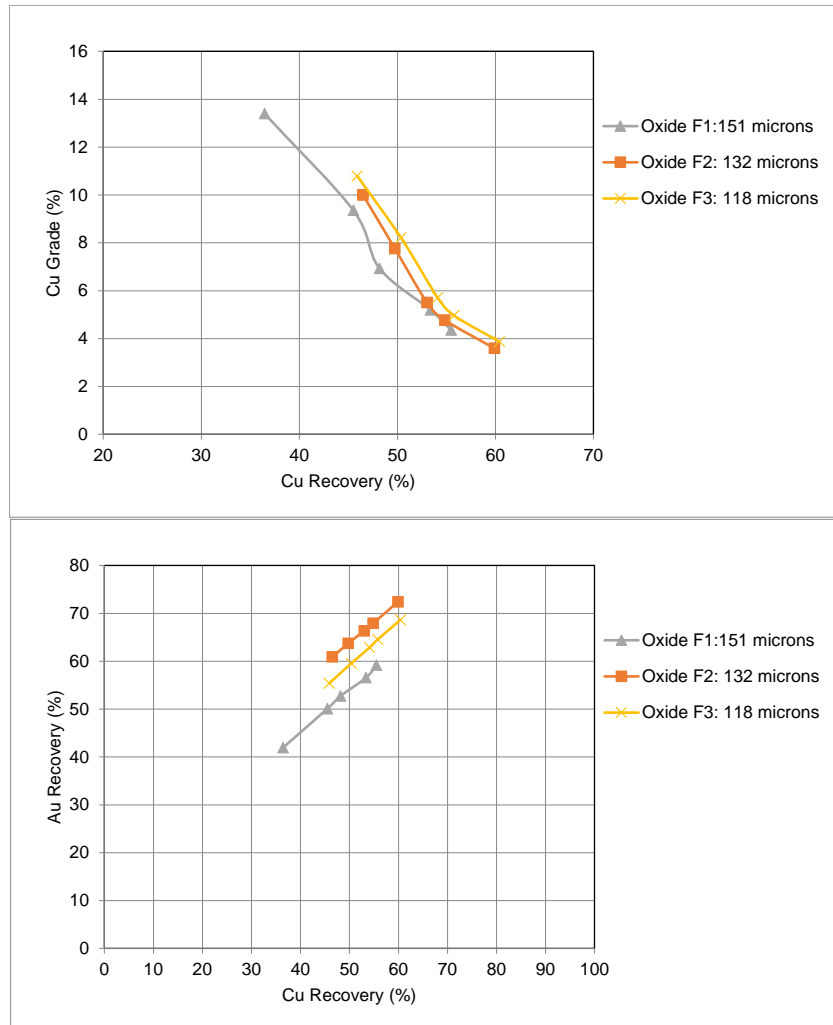 16
14
12
10
8
6
4
2
0
Cu Grade (%)
20 30 40 50 60 70
Cu Recovery (%)
Oxide F1:151 microns
Oxide F2: 132 microns
Oxide F3: 118 microns
80
70
60
50
40
30
20
10
0
Au Recovery (%)
0 10 20 30 40 50 60 70 80 90 100
Cu Recovery (%)
Oxide F1:151 microns
Oxide F2: 132 microns
Oxide F3: 118 microns